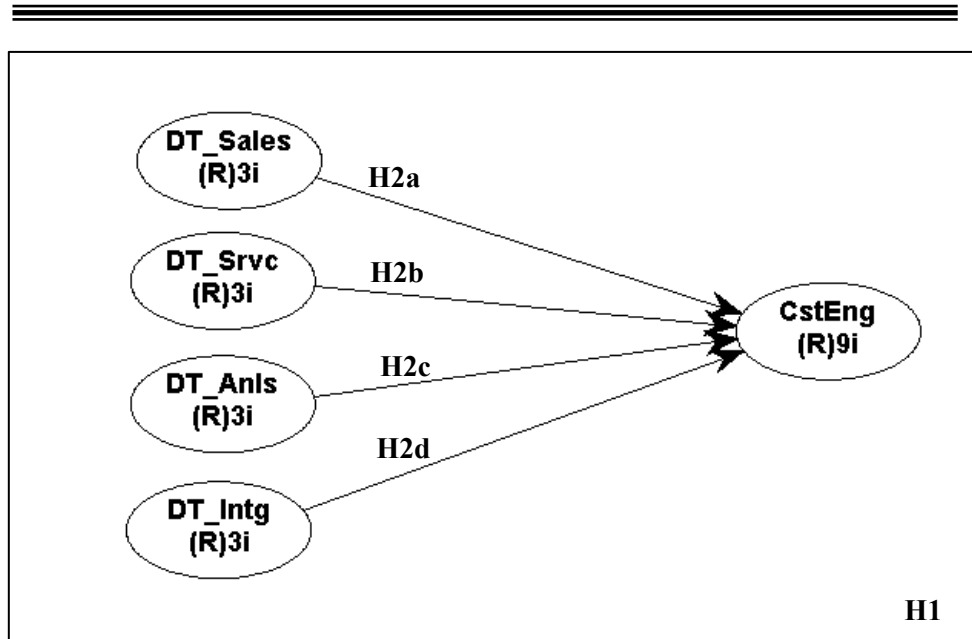 DT_Sales
(R)3i
H2a
DT_Srvc
(R)3i
H2b
CstEng
(R)9i
DT_Anls
(R)3i
H2c
H2d
DT_Intg
(R)3i
H1